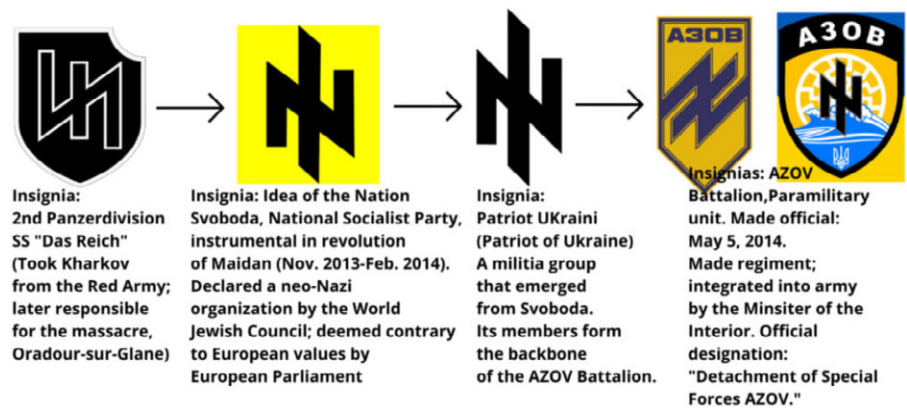 АЗОВ
АЗОВ
Insignia:
2nd Panzerdivision
SS "Das Reich"
(Took Kharkov
from the Red Army;
later responsible
for the massacre,
Oradour-sur-Glane)
Insignia: Idea of the Nation
Svoboda, National Socialist Party,
instrumental in revolution
of Maidan (Nov. 2013-Feb. 2014).
Declared a neo-Nazi
organization by the World
Jewish Council; deemed contrary
to European values by
European Parliament
Insignia:
Patriot UKraini
(Patriot of Ukraine)
A militia group
that emerged
from Svoboda.
Its members form
the backbone
of the AZOV Battalion.
Insignias: AZOV
Battalion,Paramilitary
unit. Made official:
May 5, 2014.
Made regiment;
integrated into army
by the Minsiter of the
Interior. Official
designation:
"Detachment of Special
Forces AZOV."